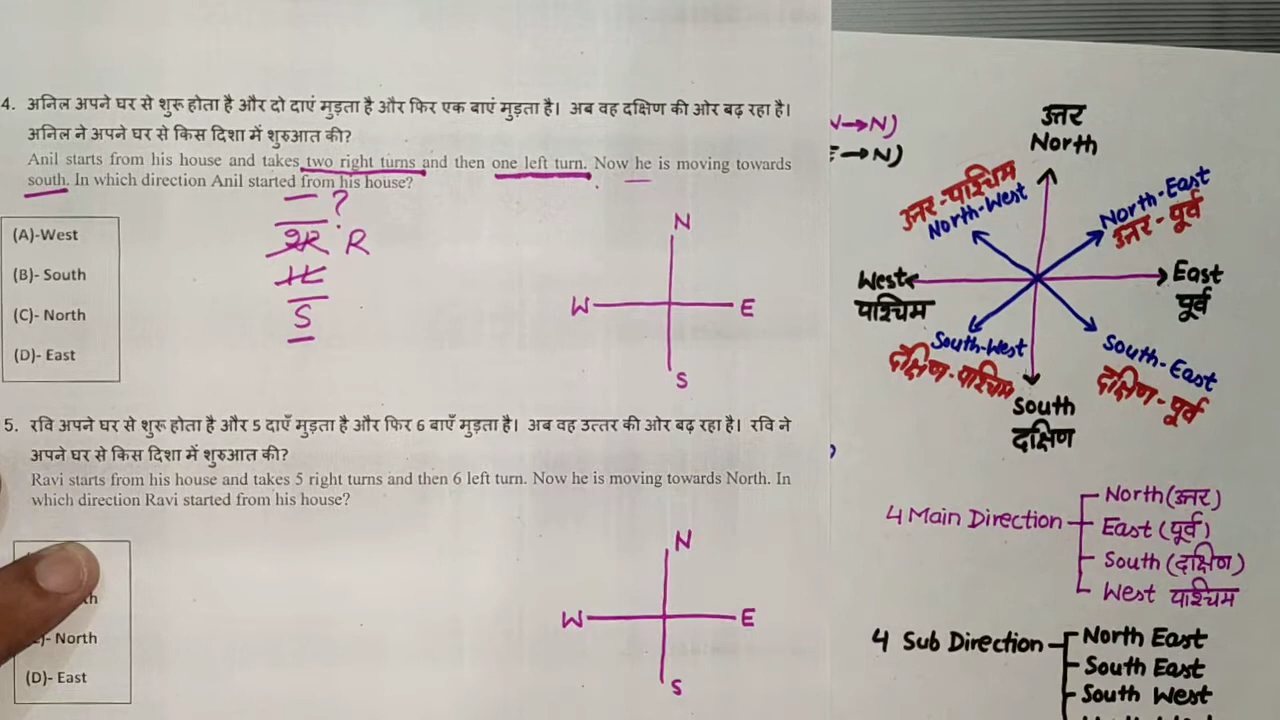 4. अनिल अपने घर से शुरू होता है और दो दाएं मुड़ता है और फिर एक बाएं मुड़ता है। अब वह दक्षिण की ओर बढ़ रहा है।
अनिल ने अपने घर से किस दिशा में शुरुआत की?
Anil starts from his house and takes two right turns and then one left turn. Now he is moving towards
south. In which direction Anil started from his house?
?
2R R
1L
S
(A)-West
(B)- South
(C)- North
(D)- East
N
W E
S
5. रवि अपने घर से शुरू होता है और 5 दाएँ मुड़ता है और फिर 6 बाएँ मुड़ता है। अब वह उत्तर की ओर बढ़ रहा है। रवि ने
अपने घर से किस दिशा में शुरुआत की?
Ravi starts from his house and takes 5 right turns and then 6 left turn. Now he is moving towards North. In
which direction Ravi started from his house?
- North
(D)- East
N
W E
S
→N)
→N)
उत्तर
North
उत्तर-पाश्चिम
North-West
North-East
उत्तर-पूर्व
West
पाश्चिम
East
पूर्व
South-West
दक्षिण-पाश्चिम
South-East
दक्षिण-पूर्व
South
दक्षिण
4 Main Direction
North (उत्तर)
East (पूर्व)
South (दक्षिण)
West पाश्चिम
4 Sub Direction
North East
South East
South West